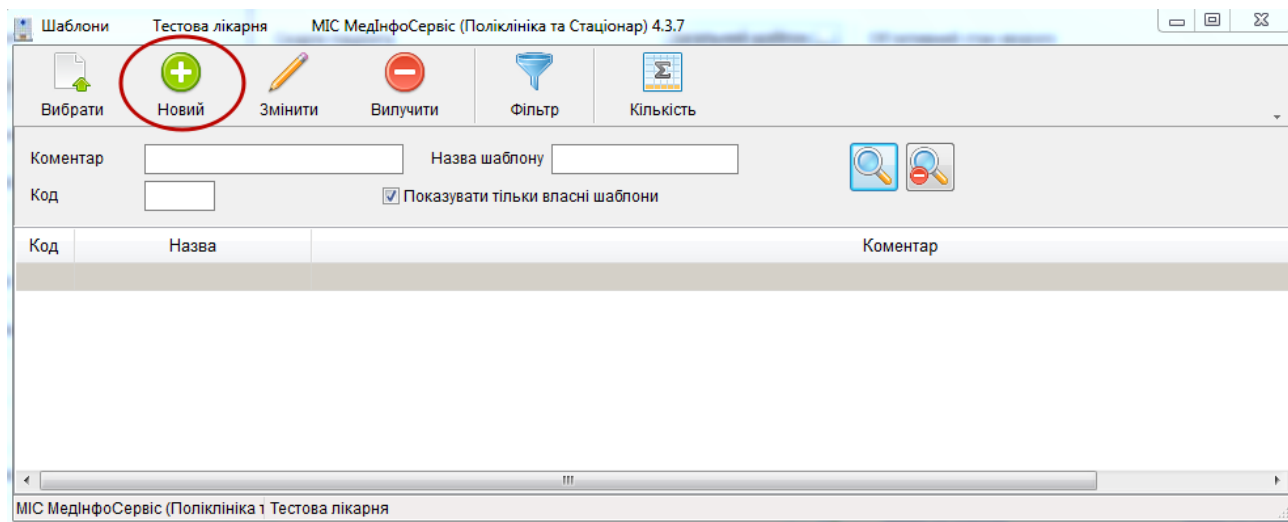 Шаблони Тестова лікарня МІС МедІнфоСервіс (Поліклініка та Стаціонар) 4.3.7
Вибрати Новий Змінити Вилучити Фільтр Кількість
Коментар Назва шаблону
Код Показувати тільки власні шаблони
Код Назва Коментар
МІС МедІнфоСервіс (Поліклініка т Тестова лікарня